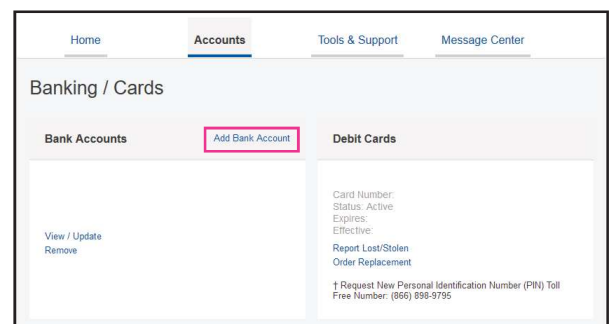 Home
Accounts
Tools & Support
Message Center
Banking / Cards
Bank Accounts
Add Bank Account
View / Update
Remove
Debit Cards
Card Number:
Status: Active
Expires:
Effective:
Report Lost/Stolen
Order Replacement
† Request New Personal Identification Number (PIN) Toll
Free Number: (866) 898-9795